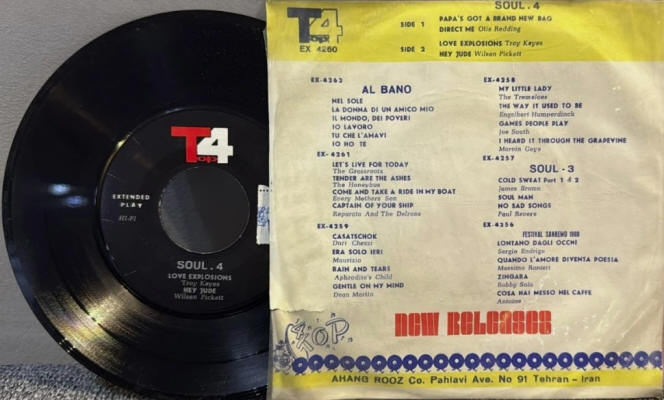 T4
op
EXTENDED
PLAY
HI-FI
SOUL . 4
LOVE EXPLOSIONS
Troy Keyes
HEY JUDE
Wilson Pickett
T4
op
EX 4260
SOUL . 4
SIDE 1
PAPA'S GOT A BRAND NEW BAG
DIRECT ME Otis Redding
SIDE 2
LOVE EXPLOSIONS Troy Keyes
HEY JUDE Wilson Pickett
EX-4262
AL BANO
NEL SOLE
LA DONNA DI UN AMICO MIO
IL MONDO, DEI POVERI
IO LAVORO
TU CHE L'AMAVI
IO HO TE
EX-4261
LET'S LIVE FOR TODAY
The Grassroots
TENDER ARE THE ASHES
The Honeybus
COME AND TAKE A RIDE IN MY BOAT
Every Mothers Son
CAPTAIN OF YOUR SHIP
Reparata And The Delrons
EX-4259
CASATSCHOK
Dori Ghezzi
ERA SOLO IERI
Maurizio
RAIN AND TEARS
Aphrodite's Child
GENTLE ON MY MIND
Dean Martin
EX-4258
MY LITTLE LADY
The Tremeloes
THE WAY IT USED TO BE
Engelbert Humperdinck
GAMES PEOPLE PLAY
Joe South
I HEARD IT THROUGH THE GRAPEVINE
Marvin Gaye
EX-4257
SOUL - 3
COLD SWEAT Part 1 & 2
James Brown
SOUL MAN
NO SAD SONGS
Paul Revere
EX-4256
FESTIVAL SANREMO 1969
LONTANO DAGLI OCCHI
Sergio Endrigo
QUANDO L'AMORE DIVENTA POESIA
Massimo Ranieri
ZINGARA
Bobby Solo
COSA HAI MESSO NEL CAFFE
Antoine
4TOP
NEW RELEASES
AHANG ROOZ Co. Pahlavi Ave. No 91 Tehran - Iran